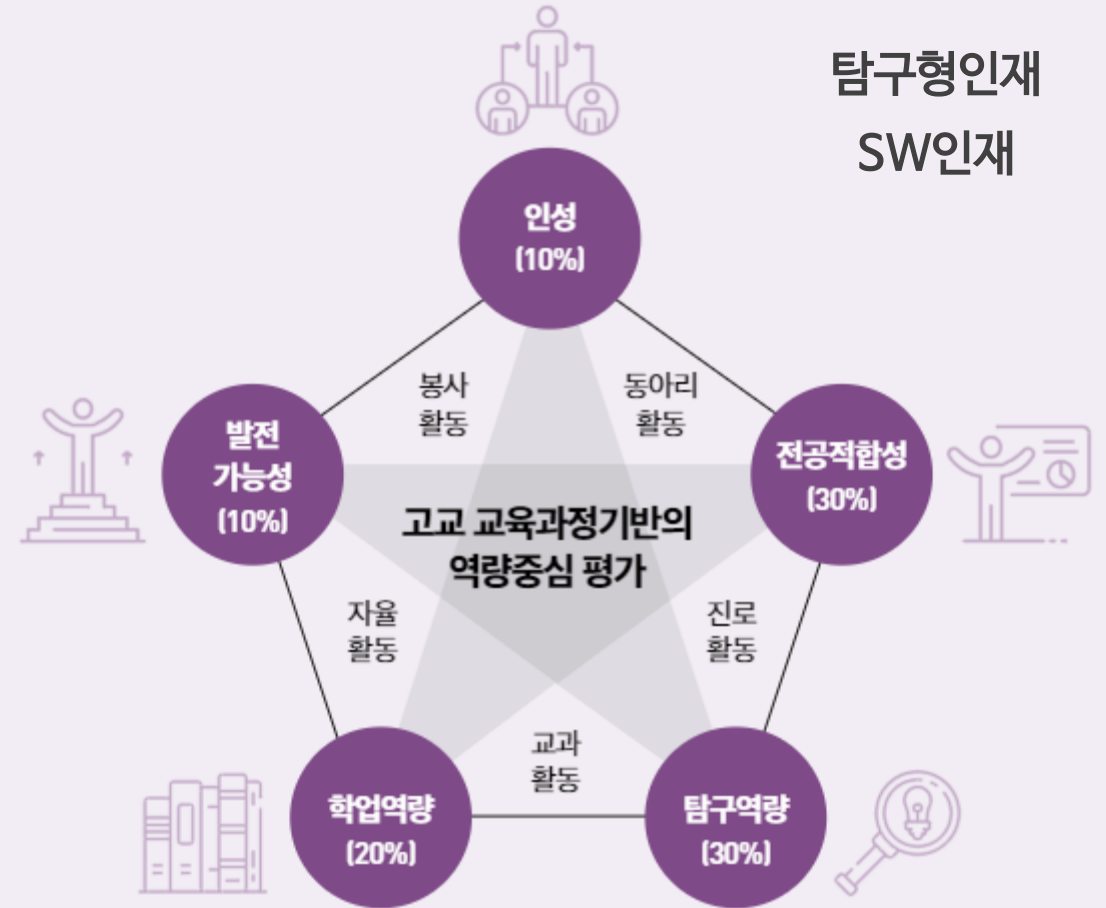 탐구형인재
SW인재
인성
(10%)
봉사
활동
동아리
활동
발전
가능성
(10%)
전공적합성
(30%)
고교 교육과정기반의
역량중심 평가
자율
활동
진로
활동
교과
활동
학업역량
(20%)
탐구역량
(30%)